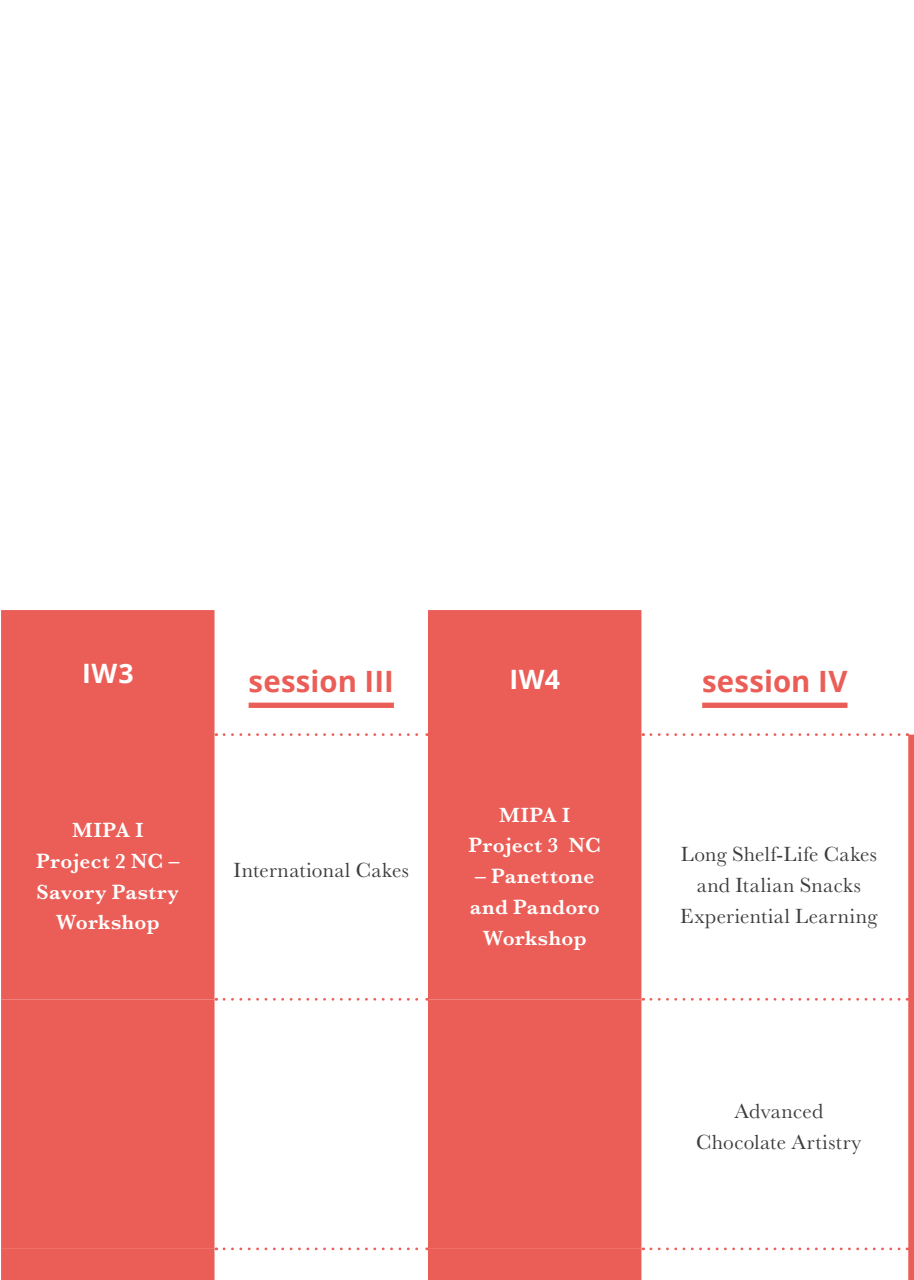 IW3
session III
IW4
session IV
MIPA I
Project 2 NC –
Savory Pastry
Workshop
International Cakes
MIPA I
Project 3  NC
– Panettone
and Pandoro
Workshop
Long Shelf-Life Cakes
and Italian Snacks
Experiential Learning
Advanced
Chocolate Artistry